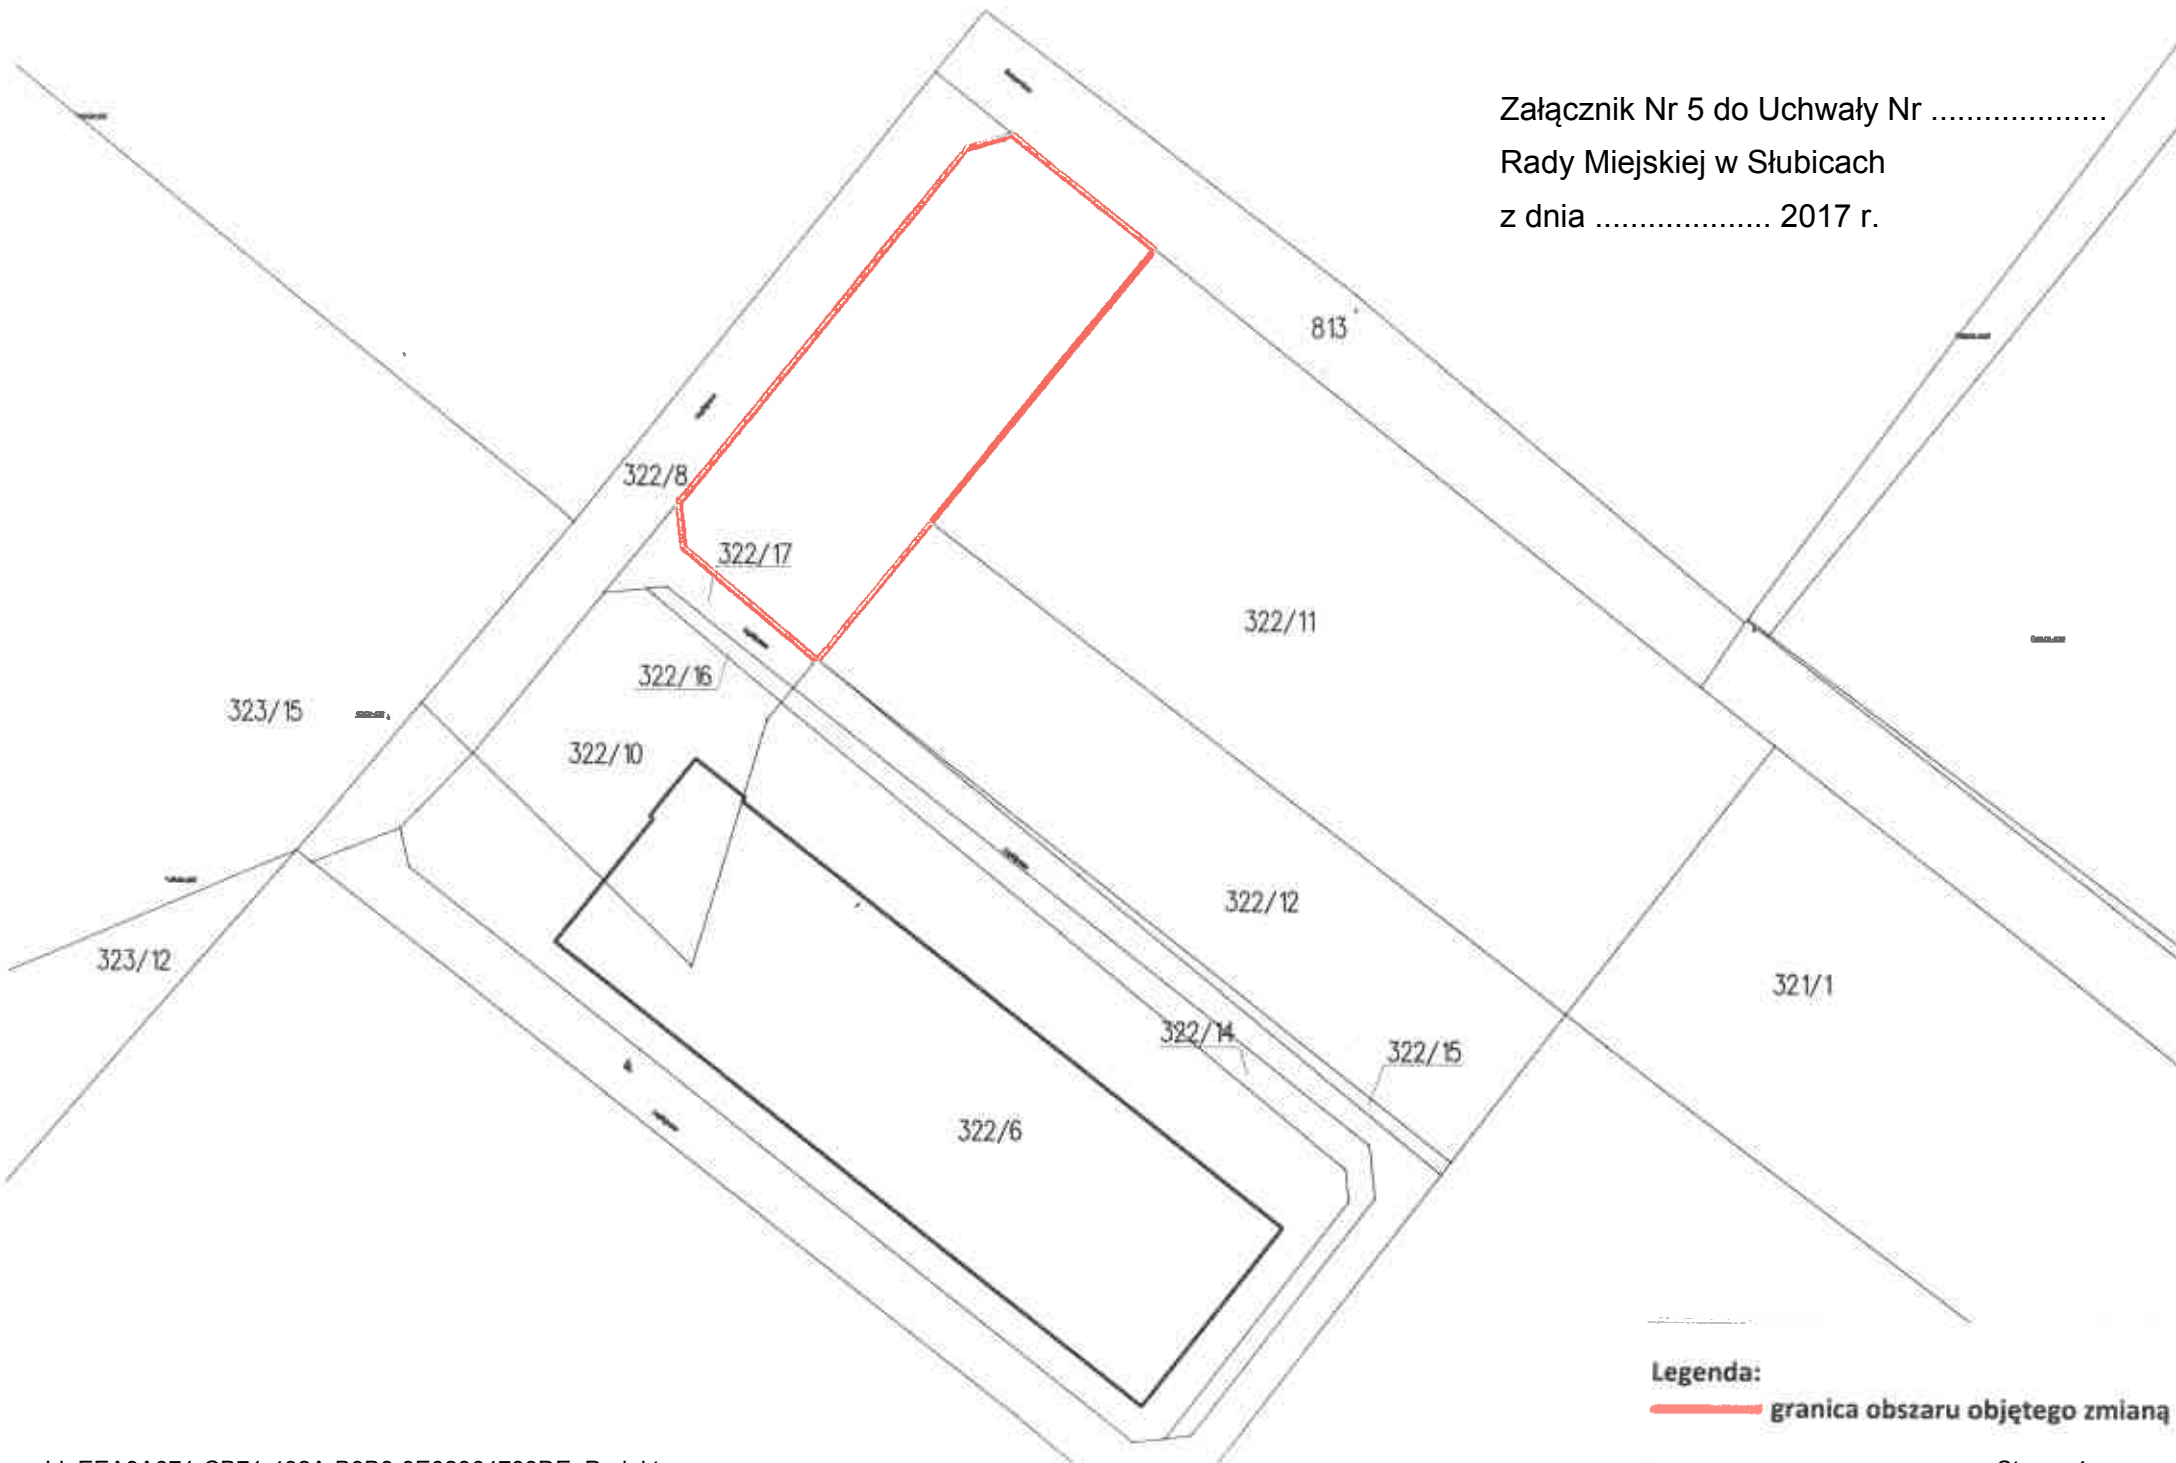 Załącznik Nr 5 do Uchwały Nr ....................
Rady Miejskiej w Słubicach
z dnia .................... 2017 r.
813
322/8
322/17
322/11
322/16
323/15
322/10
322/12
323/12
321/1
322/14
322/15
322/6
Legenda:
granica obszaru objętego zmianą